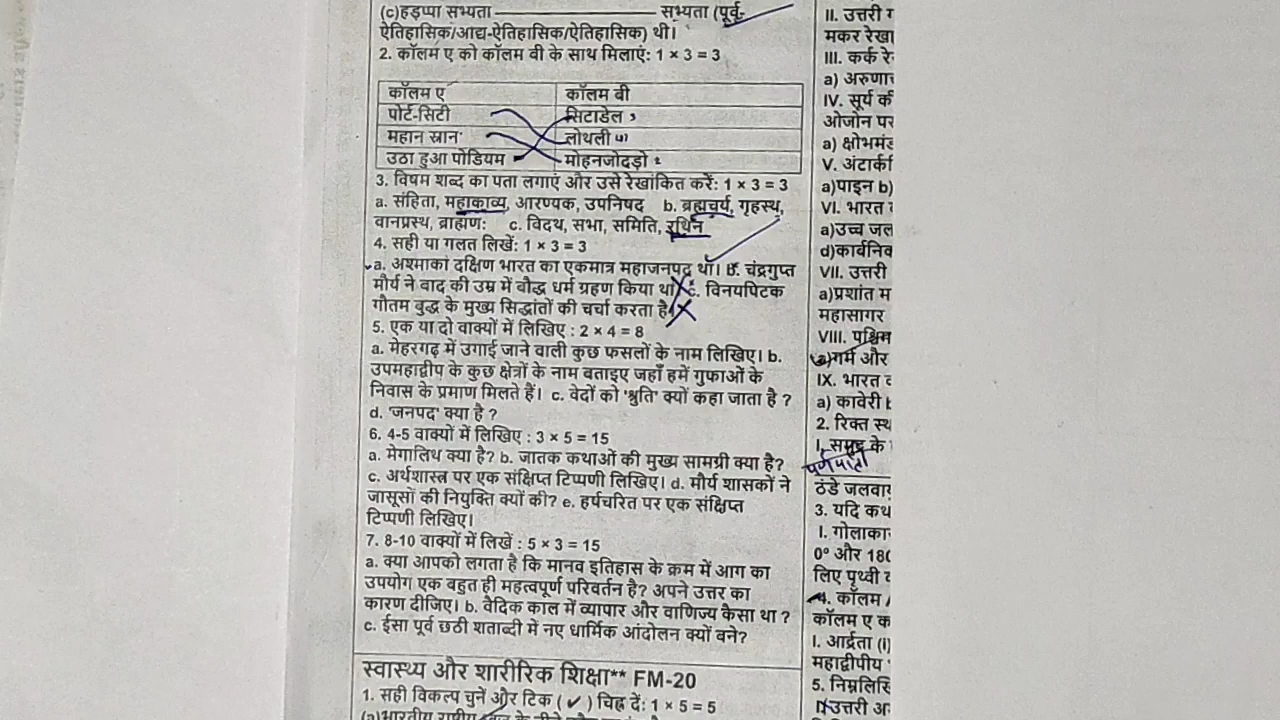 (c)हड़प्पा सभ्यता ——————— सभ्यता (पूर्व-
ऐतिहासिक/आद्य-ऐतिहासिक/ऐतिहासिक) थी।
2. कॉलम ए को कॉलम बी के साथ मिलाएं: 1 × 3 = 3
कॉलम ए कॉलम बी
पोर्ट-सिटी सिटाडेल
महान स्नान लोथली
उठा हुआ पोडियम मोहनजोदड़ो
3. विषम शब्द का पता लगाएं और उसे रेखांकित करें: 1 × 3 = 3
a. संहिता, महाकाव्य, आरण्यक, उपनिषद b. ब्रह्मचर्य, गृहस्थ,
वानप्रस्थ, ब्राह्मण: c. विदथ, सभा, समिति, रथिन
4. सही या गलत लिखें: 1 × 3 = 3
a. अश्माकां दक्षिण भारत का एकमात्र महाजनपद था। b. चंद्रगुप्त
मौर्य ने बाद की उम्र में बौद्ध धर्म ग्रहण किया था c. विनयपिटक
गौतम बुद्ध के मुख्य सिद्धांतों की चर्चा करता है
5. एक या दो वाक्यों में लिखिए : 2 × 4 = 8
a. मेहरगढ़ में उगाई जाने वाली कुछ फसलों के नाम लिखिए। b.
उपमहाद्वीप के कुछ क्षेत्रों के नाम बताइए जहाँ हमें गुफाओं के
निवास के प्रमाण मिलते हैं। c. वेदों को 'श्रुति' क्यों कहा जाता है ?
d. 'जनपद' क्या है ?
6. 4-5 वाक्यों में लिखिए : 3 × 5 = 15
a. मेगालिथ क्या है? b. जातक कथाओं की मुख्य सामग्री क्या है?
c. अर्थशास्त्र पर एक संक्षिप्त टिप्पणी लिखिए। d. मौर्य शासकों ने
जासूसों की नियुक्ति क्यों की? e. हर्षचरित पर एक संक्षिप्त
टिप्पणी लिखिए।
7. 8-10 वाक्यों में लिखें : 5 × 3 = 15
a. क्या आपको लगता है कि मानव इतिहास के क्रम में आग का
उपयोग एक बहुत ही महत्वपूर्ण परिवर्तन है? अपने उत्तर का
कारण दीजिए। b. वैदिक काल में व्यापार और वाणिज्य कैसा था ?
c. ईसा पूर्व छठी शताब्दी में नए धार्मिक आंदोलन क्यों बने?
स्वास्थ्य और शारीरिक शिक्षा** FM-20
1. सही विकल्प चुनें और टिक ( ✓ ) चिह्न दें: 1 × 5 = 5
II. उत्तरी
मकर रेखा
III. कर्क
a)
IV. सूर्य की
ओजोन
a)
V.
a)पाइन b)
VI. भारत
a)उच्च जल
d)
VII. उत्तरी
a)प्रशांत
महासागर
VIII.
a)गर्म और
IX. भारत
a) कावेरी
2. रिक्त
I. समुद्र के
ठंडे
3. यदि
I.
0° और
लिए पृथ्वी
4. कॉलम
कॉलम ए
I. आर्द्रता (i)
महाद्वीपीय
5.
उत्तरी